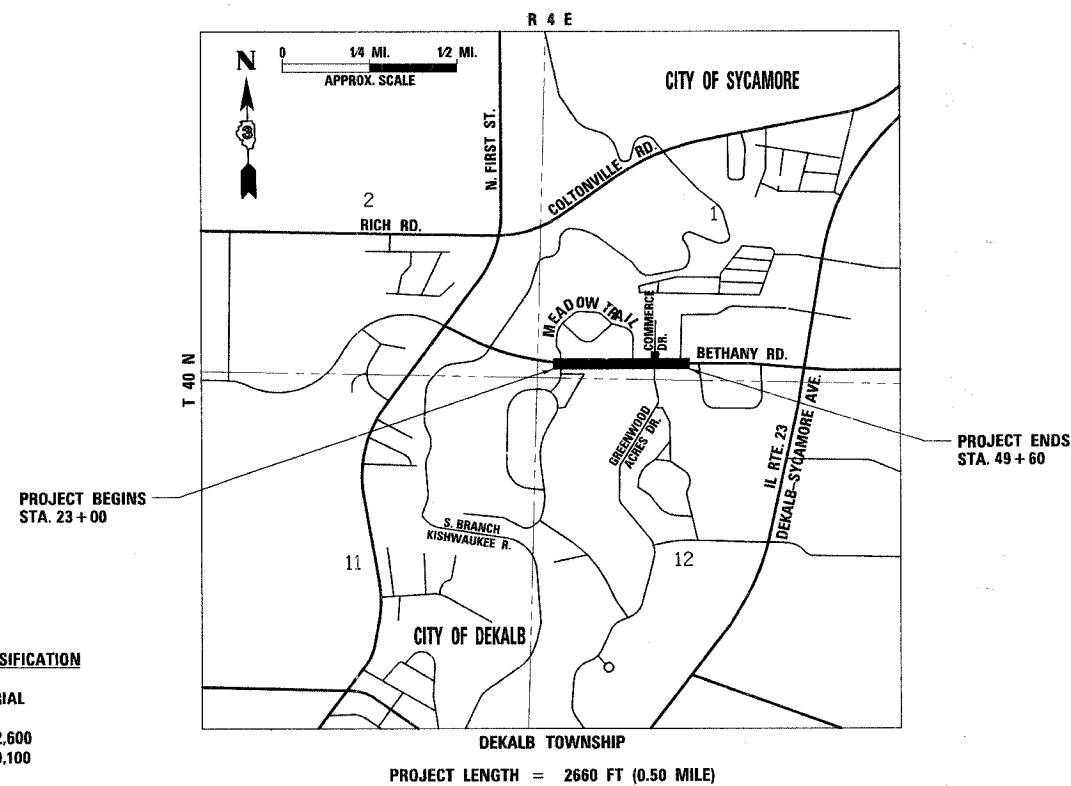 R 4 E
N
0 1/4 MI. 1/2 MI.
APPROX. SCALE
3
CITY OF SYCAMORE
N. FIRST ST.
COLTONVILLE RD.
2
1
RICH RD.
MEADOW TRAIL
COMMERCE
DR.
BETHANY RD.
T 40 N
GREENWOOD
ACRES DR.
IL RTE. 23
DEKALB-SYCAMORE AVE.
PROJECT ENDS
STA. 49+60
PROJECT BEGINS
STA. 23+00
S. BRANCH
KISHWAUKEE R.
11
12
CITY OF DEKALB
SIFICATION
RIAL
2,600
0,100
DEKALB TOWNSHIP
PROJECT LENGTH = 2660 FT (0.50 MILE)